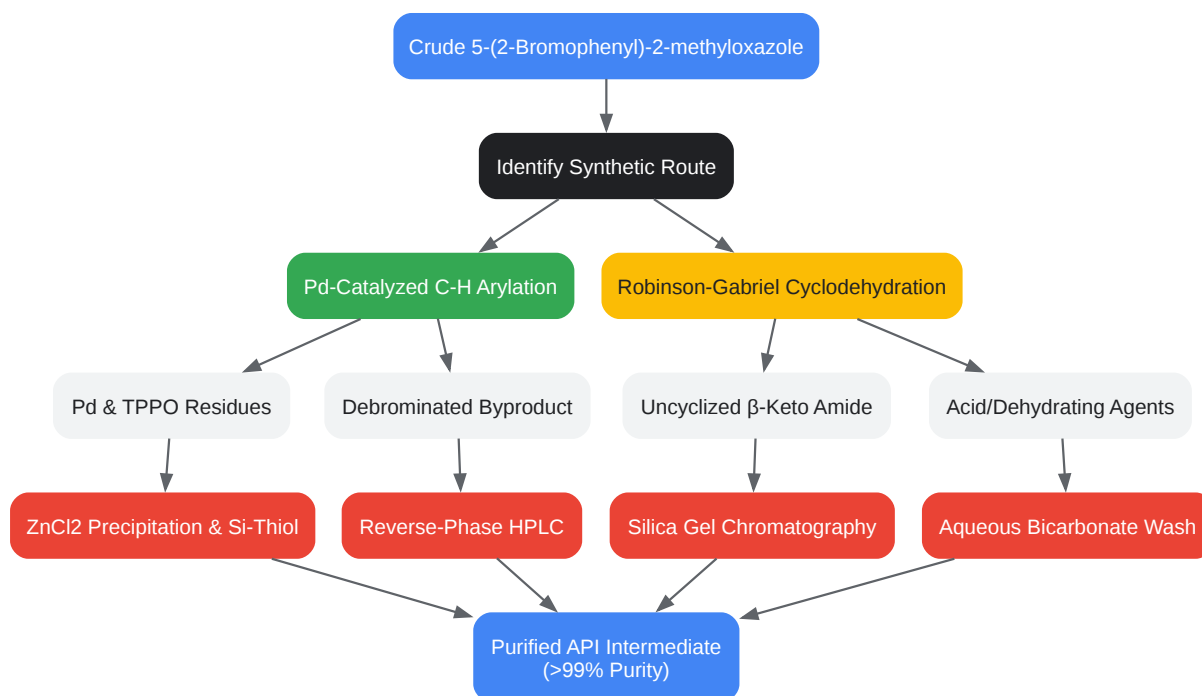 Crude 5-(2-Bromophenyl)-2-methyloxazole
Identify Synthetic Route
Pd-Catalyzed C-H Arylation
Robinson-Gabriel Cyclodehydration
Pd & TPPO Residues
Debrominated Byproduct
Uncyclized β-Keto Amide
Acid/Dehydrating Agents
ZnCl2 Precipitation & Si-Thiol
Reverse-Phase HPLC
Silica Gel Chromatography
Aqueous Bicarbonate Wash
Purified API Intermediate
(>99% Purity)